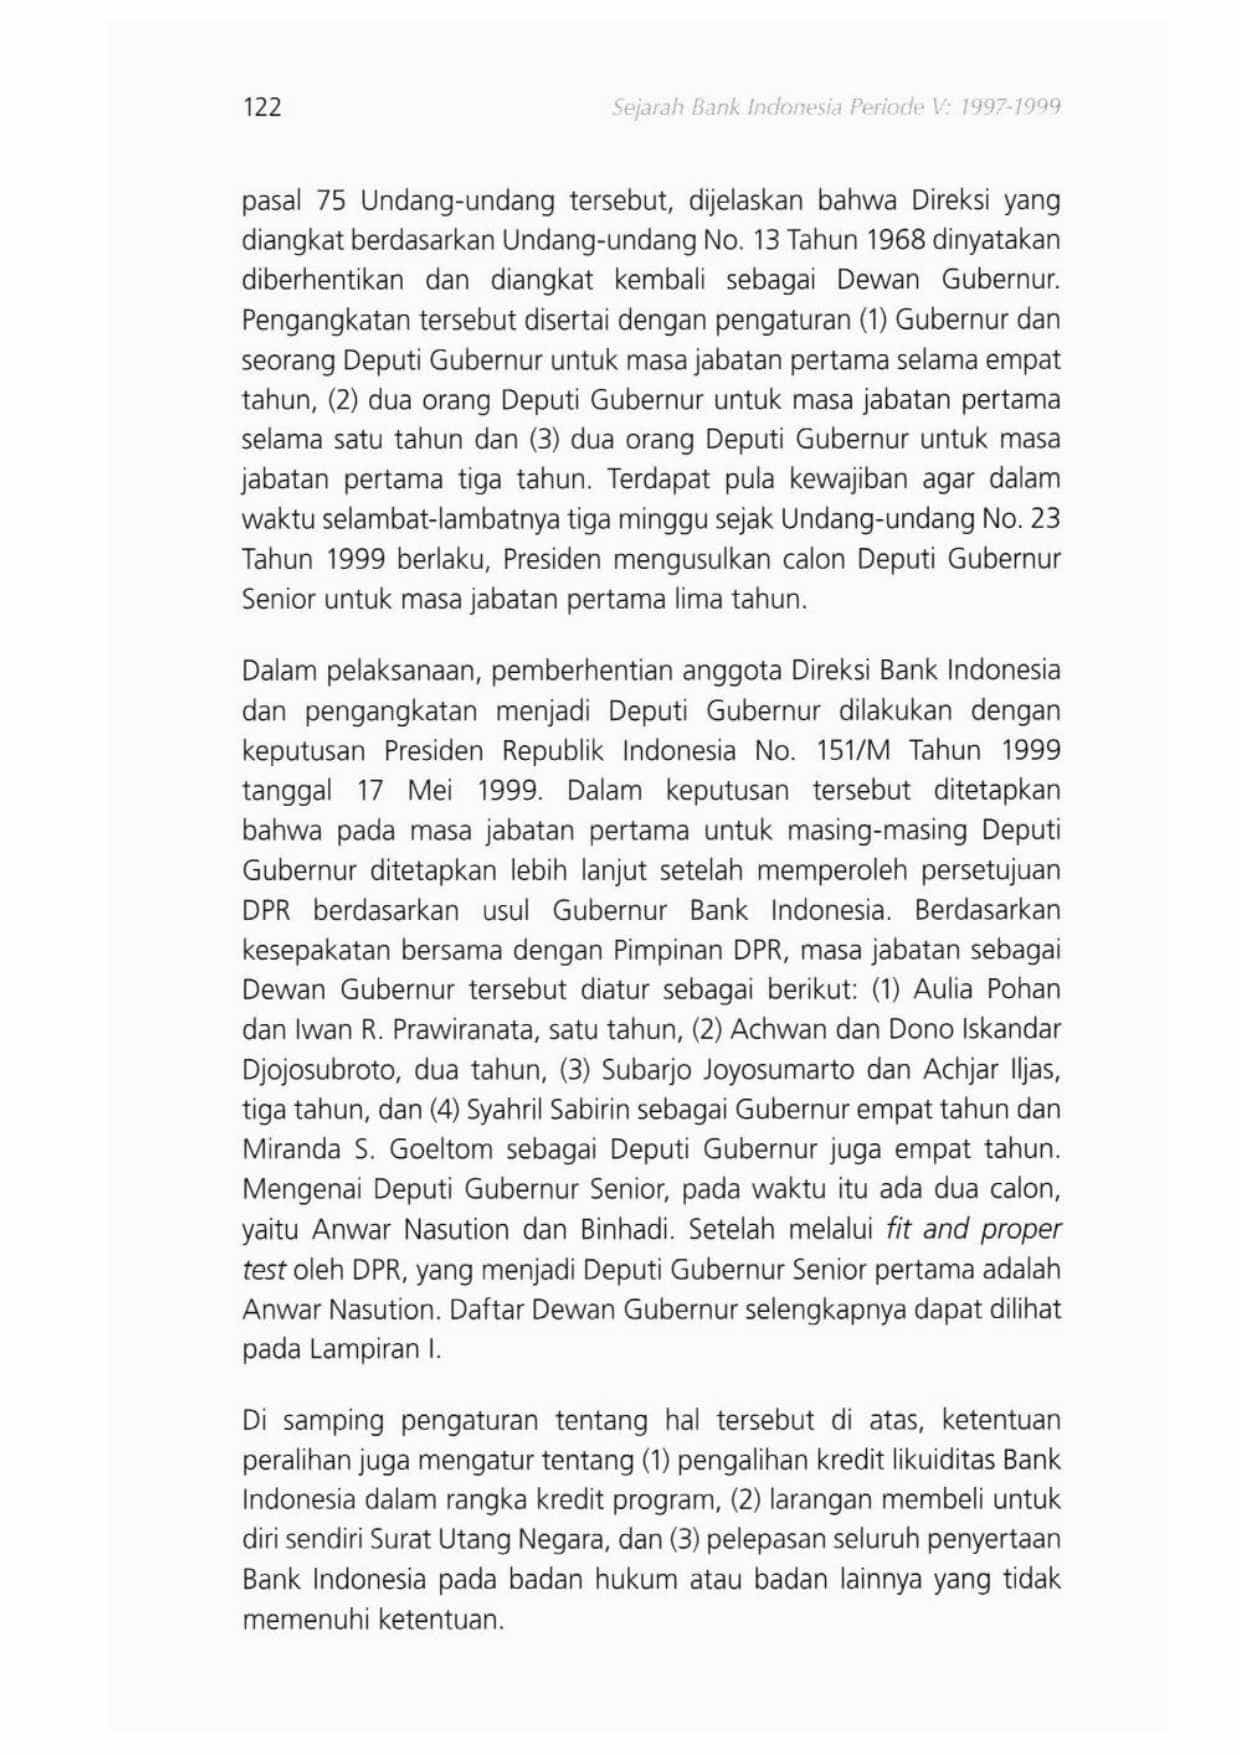 122
Sejarah Bank Indonesia Periode V: 1997-1999
pasal 75 Undang-undang tersebut, dijelaskan bahwa Direksi yang
diangkat berdasarkan Undang-undang No. 13 Tahun 1968 dinyatakan
diberhentikan dan diangkat kembali sebagai Dewan Gubernur.
Pengangkatan tersebut disertai dengan pengaturan (1) Gubernur dan
seorang Deputi Gubernur untuk masa jabatan pertama selama empat
tahun, (2) dua orang Deputi Gubernur untuk masa jabatan pertama
selama satu tahun dan (3) dua orang Deputi Gubernur untuk masa
jabatan pertama tiga tahun. Terdapat pula kewajiban agar dalam
waktu selambat-lambatnya tiga minggu sejak Undang-undang No. 23
Tahun 1999 berlaku, Presiden mengusulkan calon Deputi Gubernur
Senior untuk masa jabatan pertama lima tahun.
Dalam pelaksanaan, pemberhentian anggota Direksi Bank Indonesia
dan pengangkatan menjadi Deputi Gubernur dilakukan dengan
keputusan Presiden Republik Indonesia No. 151/M Tahun 1999
tanggal 17 Mei 1999. Dalam keputusan tersebut ditetapkan
bahwa pada masa jabatan pertama untuk masing-masing Deputi
Gubernur ditetapkan lebih lanjut setelah memperoleh persetujuan
DPR berdasarkan usul Gubernur Bank Indonesia. Berdasarkan
kesepakatan bersama dengan Pimpinan DPR, masa jabatan sebagai
Dewan Gubernur tersebut diatur sebagai berikut: (1) Aulia Pohan
dan Iwan R. Prawiranata, satu tahun, (2) Achwan dan Dono Iskandar
Djojosubroto, dua tahun, (3) Subarjo Joyosumarto dan Achjar Iljas,
tiga tahun, dan (4) Syahril Sabirin sebagai Gubernur empat tahun dan
Miranda S. Goeltom sebagai Deputi Gubernur juga empat tahun.
Mengenai Deputi Gubernur Senior, pada waktu itu ada dua calon,
yaitu Anwar Nasution dan Binhadi. Setelah melalui fit and proper
test oleh DPR, yang menjadi Deputi Gubernur Senior pertama adalah
Anwar Nasution. Daftar Dewan Gubernur selengkapnya dapat dilihat
pada Lampiran I.
Di samping pengaturan tentang hal tersebut di atas, ketentuan
peralihan juga mengatur tentang (1) pengalihan kredit likuiditas Bank
Indonesia dalam rangka kredit program, (2) larangan membeli untuk
diri sendiri Surat Utang Negara, dan (3) pelepasan seluruh penyertaan
Bank Indonesia pada badan hukum atau badan lainnya yang tidak
memenuhi ketentuan.